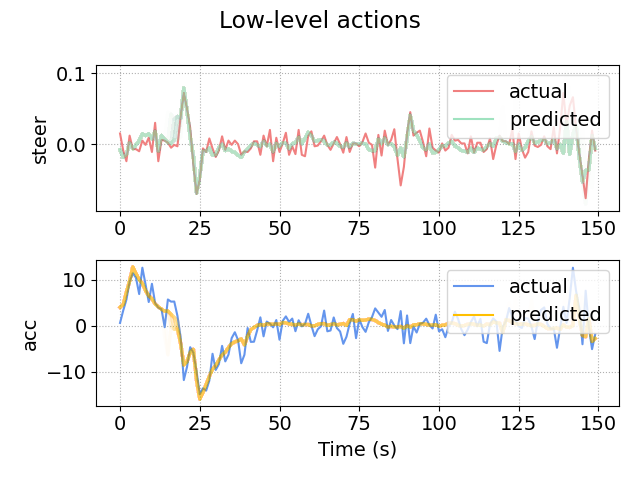 Low-level actions
0.1
0.0
steer
actual
predicted
0 25 50 75 100 125 150
10
0
−10
acc
actual
predicted
0 25 50 75 100 125 150
Time (s)